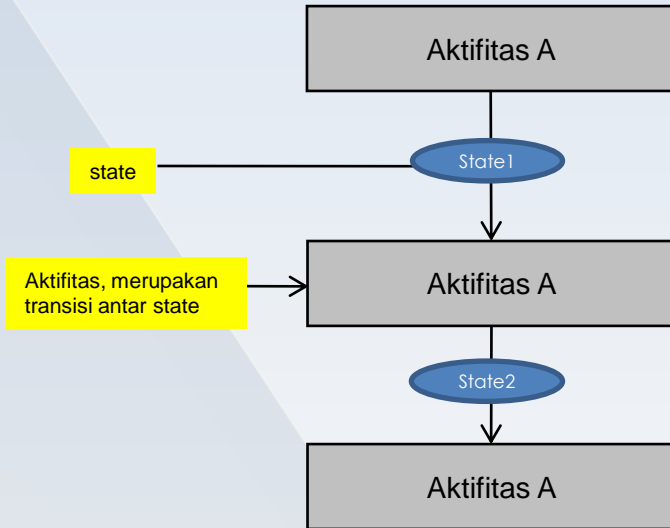 Aktifitas A
State1
state
Aktifitas, merupakan
transisi antar state
Aktifitas A
State2
Aktifitas A